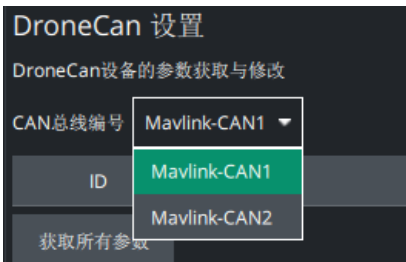 DroneCan 设置
DroneCan设备的参数获取与修改
CAN总线编号 Mavlink-CAN1
ID Mavlink-CAN1
Mavlink-CAN2
获取所有参数